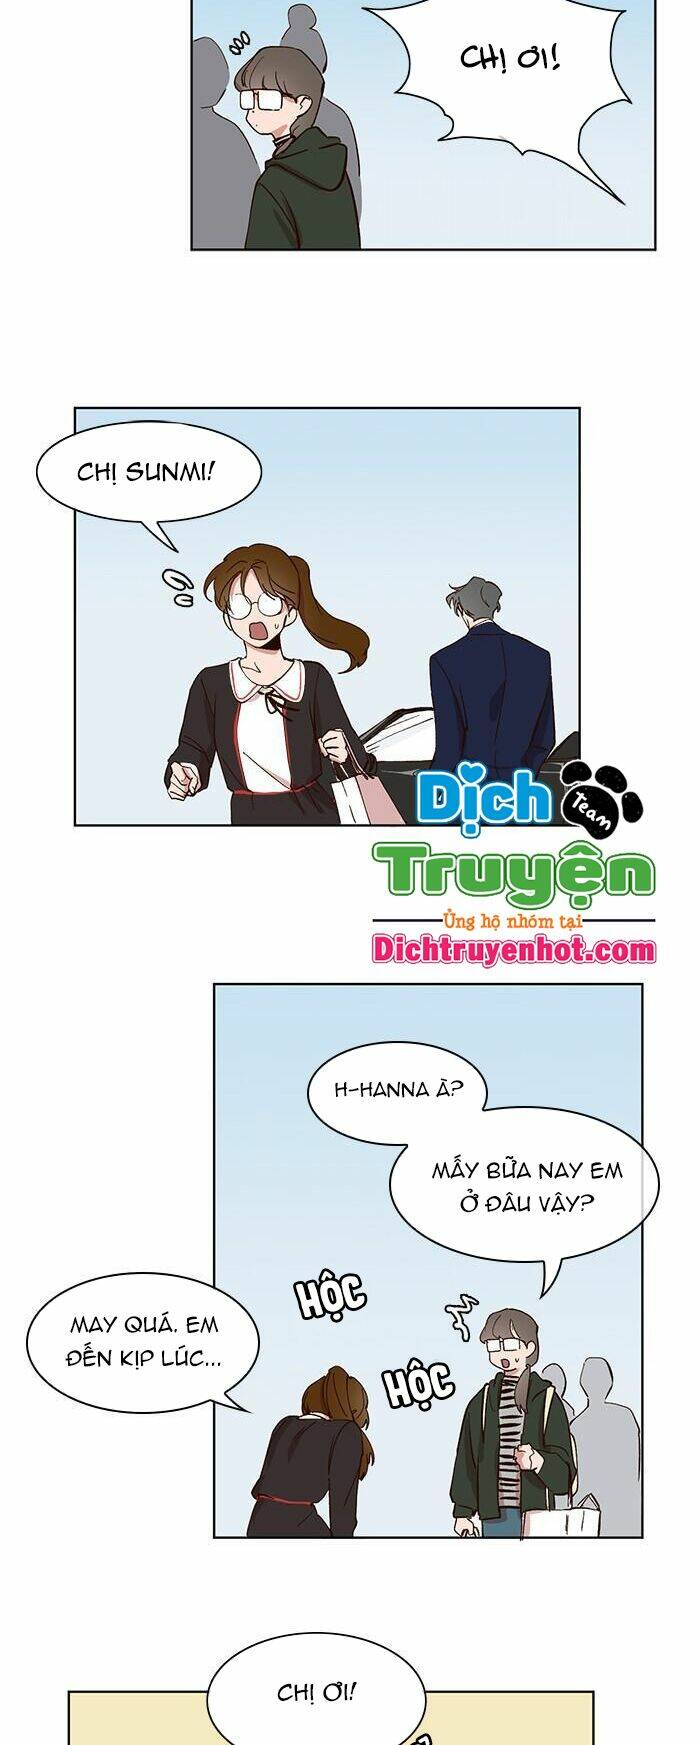 CHỊ ƠI!
CHỊ SUNMI!
Dịch
team
Truyện
Ủng hộ nhóm tại
Dichtruyenhot.com
H-HANNA À?
MẤY BỮA NAY EM
Ở ĐÂU VẬY?
HỘC
MAY QUÁ. EM
ĐẾN KỊP LÚC...
HỘC
CHỊ ƠI!